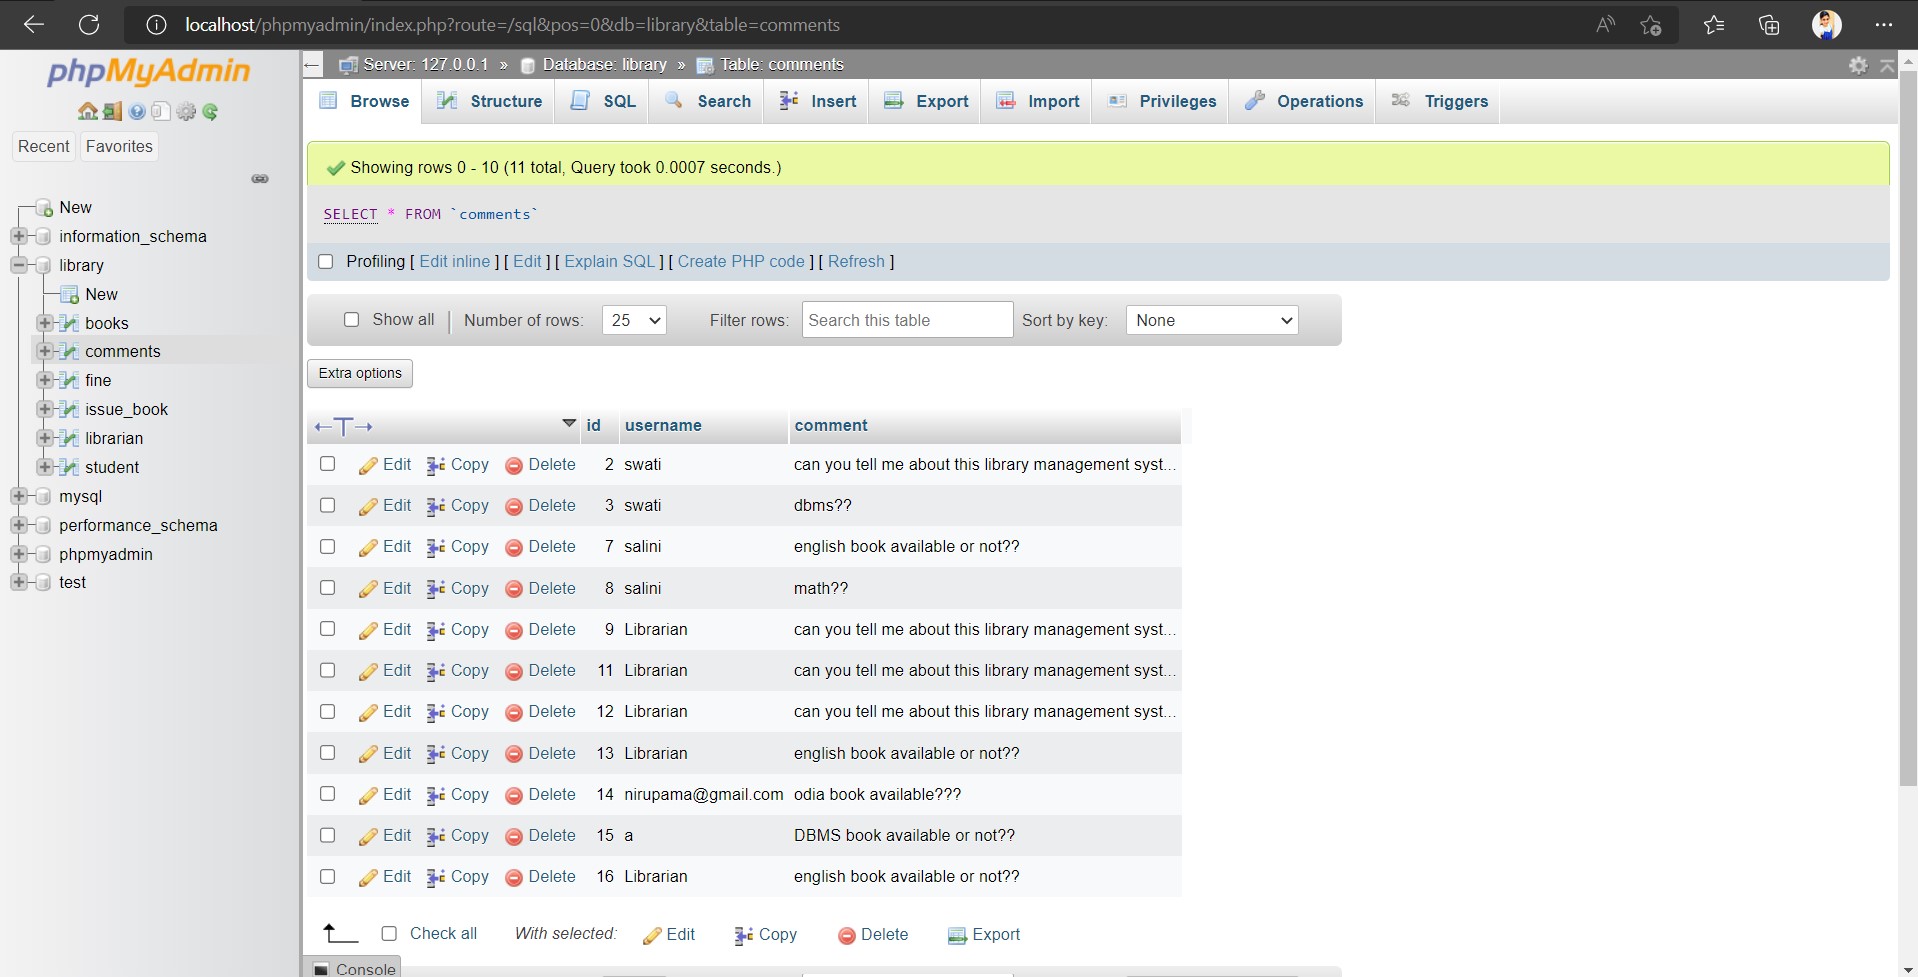 localhost/phpmyadmin/index.php?route=/sql&pos=0&db=library&table=comments
phpMyAdmin
Recent Favorites
New
information_schema
library
New
books
comments
fine
issue_book
librarian
student
mysql
performance_schema
phpmyadmin
test
Server: 127.0.0.1 » Database: library » Table: comments
Browse Structure SQL Search Insert Export Import Privileges Operations Triggers
Showing rows 0 - 10 (11 total, Query took 0.0007 seconds.)
SELECT * FROM `comments`
Profiling [ Edit inline ] [ Edit ] [ Explain SQL ] [ Create PHP code ] [ Refresh ]
Show all | Number of rows: 25 Filter rows: Search this table Sort by key: None
Extra options
←T→ id username comment
Edit Copy Delete 2 swati can you tell me about this library management syst...
Edit Copy Delete 3 swati dbms??
Edit Copy Delete 7 salini english book available or not??
Edit Copy Delete 8 salini math??
Edit Copy Delete 9 Librarian can you tell me about this library management syst...
Edit Copy Delete 11 Librarian can you tell me about this library management syst...
Edit Copy Delete 12 Librarian can you tell me about this library management syst...
Edit Copy Delete 13 Librarian english book available or not??
Edit Copy Delete 14 nirupama@gmail.com odia book available???
Edit Copy Delete 15 a DBMS book available or not??
Edit Copy Delete 16 Librarian english book available or not??
Check all With selected: Edit Copy Delete Export
Console